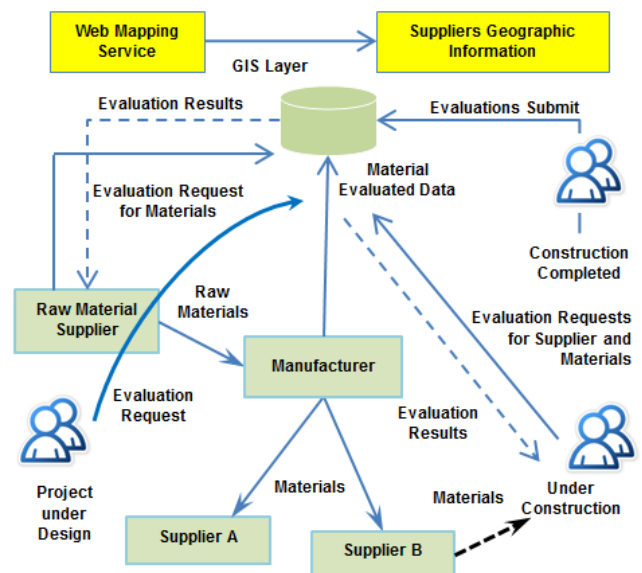 Web Mapping
Service
Suppliers Geographic
Information
GIS Layer
Evaluation Results
Evaluations Submit
Material
Evaluated Data
Evaluation Request
for Materials
Construction
Completed
Raw Material
Supplier
Raw
Materials
Evaluation Requests
for Supplier and
Materials
Manufacturer
Evaluation
Request
Evaluation
Results
Project
under
Design
Materials
Materials
Under
Construction
Supplier A
Supplier B